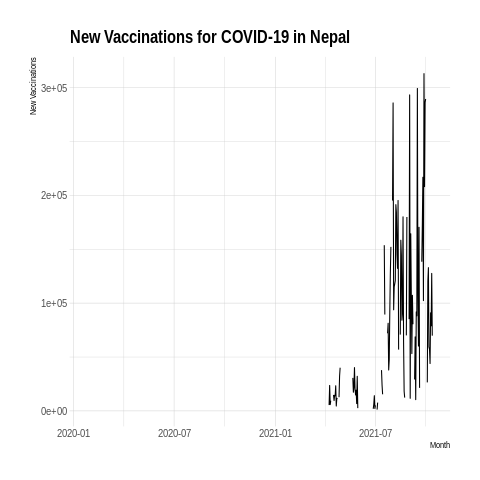 New Vaccinations for COVID-19 in Nepal
New Vaccinations
3e+05
2e+05
1e+05
0e+00
2020-01 2020-07 2021-01 2021-07
Month